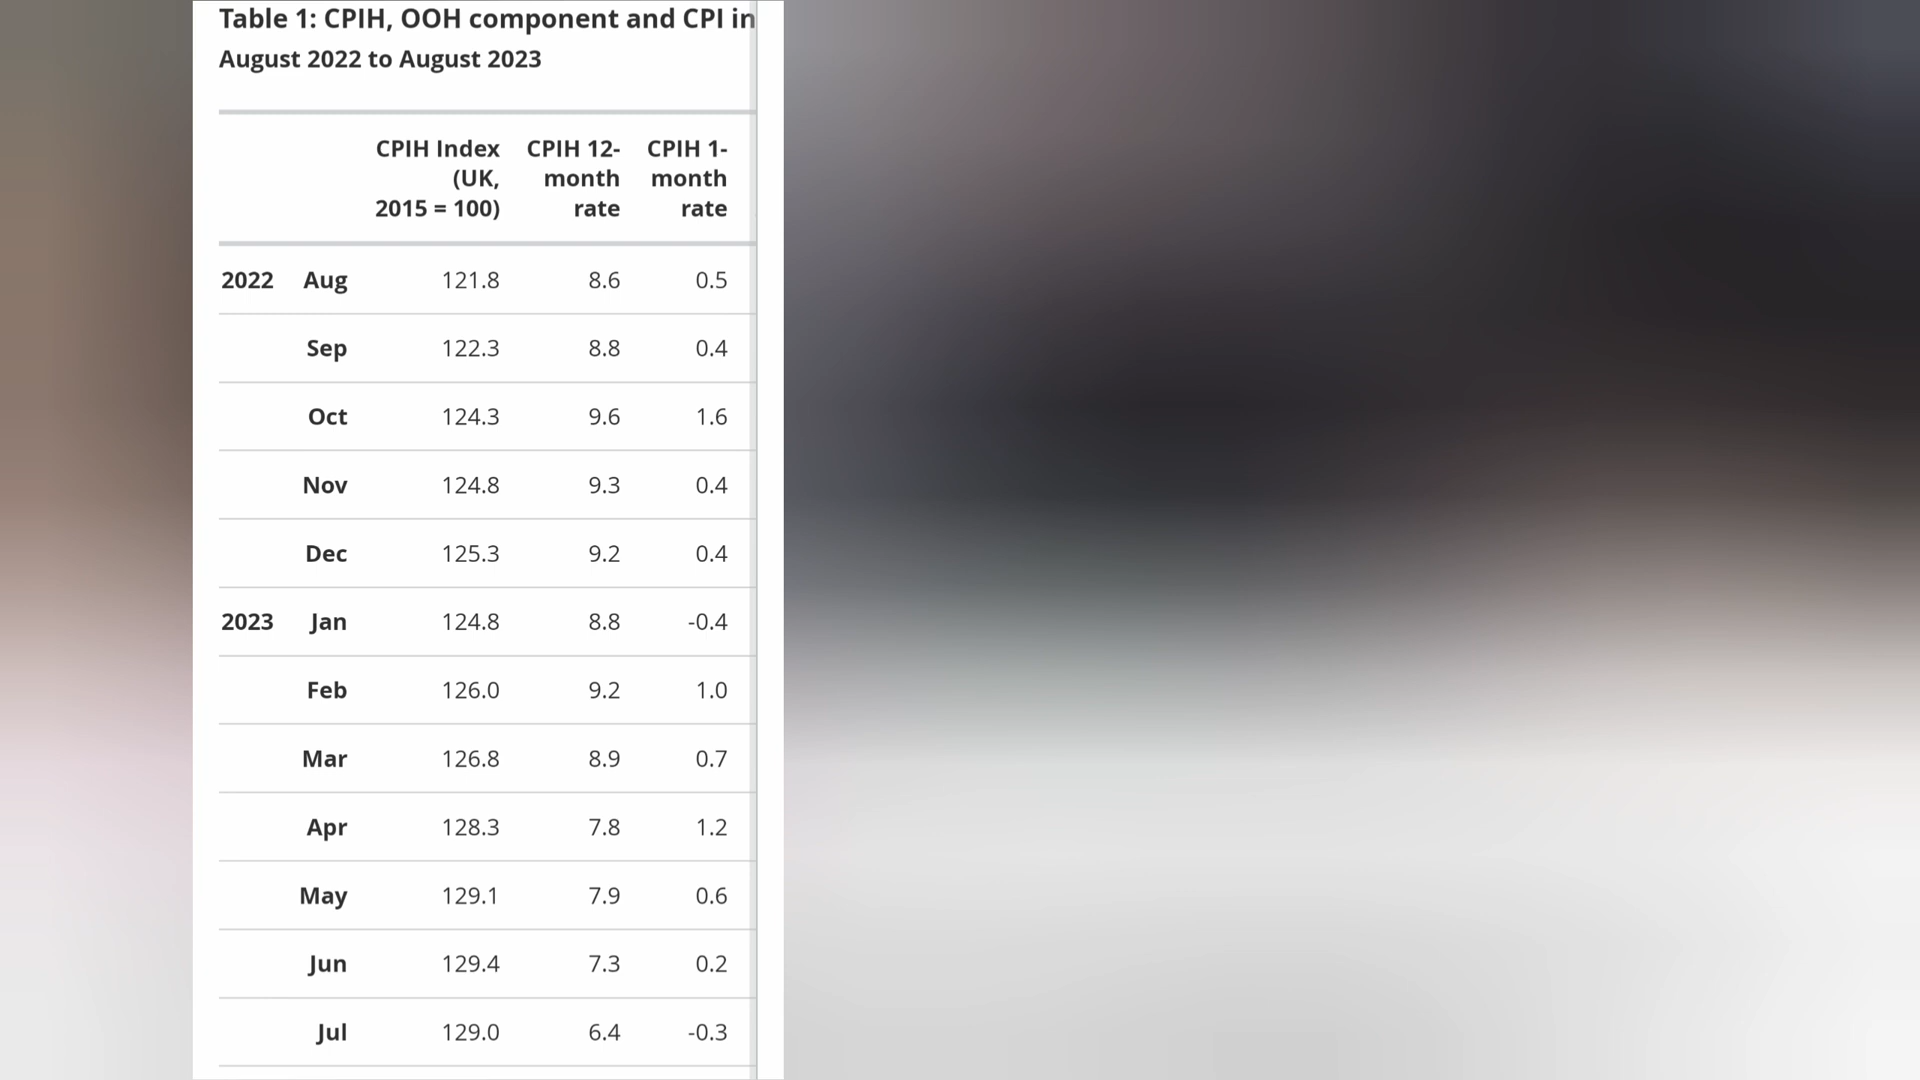 Table 1: CPIH, OOH component and CPI in
August 2022 to August 2023
CPIH Index (UK, 2015 = 100) CPIH 12-month rate CPIH 1-month rate
2022 Aug 121.8 8.6 0.5
Sep 122.3 8.8 0.4
Oct 124.3 9.6 1.6
Nov 124.8 9.3 0.4
Dec 125.3 9.2 0.4
2023 Jan 124.8 8.8 -0.4
Feb 126.0 9.2 1.0
Mar 126.8 8.9 0.7
Apr 128.3 7.8 1.2
May 129.1 7.9 0.6
Jun 129.4 7.3 0.2
Jul 129.0 6.4 -0.3